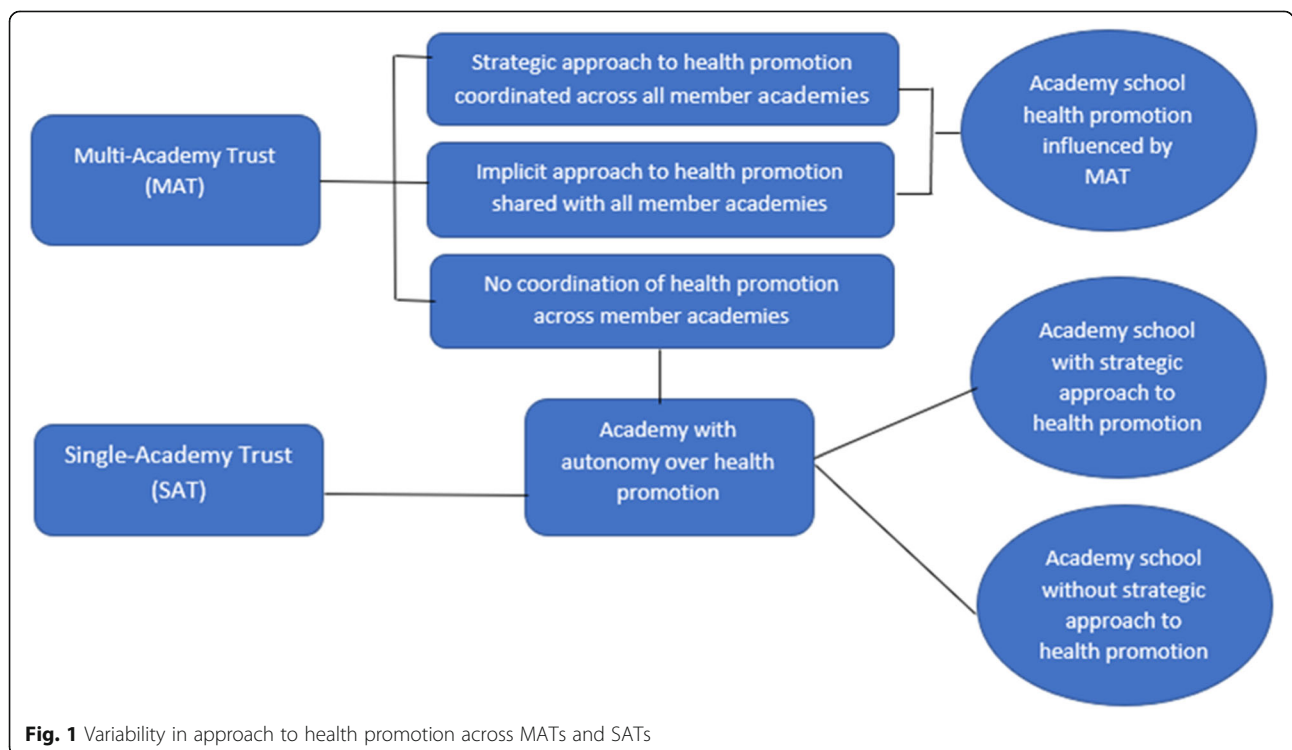 Strategic approach to health promotion
coordinated across all member academies
Academy school
health promotion
influenced by
MAT
Multi-Academy Trust
(MAT)
Implicit approach to health promotion
shared with all member academies
No coordination of health promotion
across member academies
Academy school
with strategic
approach to
health promotion
Single-Academy Trust
(SAT)
Academy with
autonomy over health
promotion
Academy school
without strategic
approach to
health promotion
Fig. 1 Variability in approach to health promotion across MATs and SATs